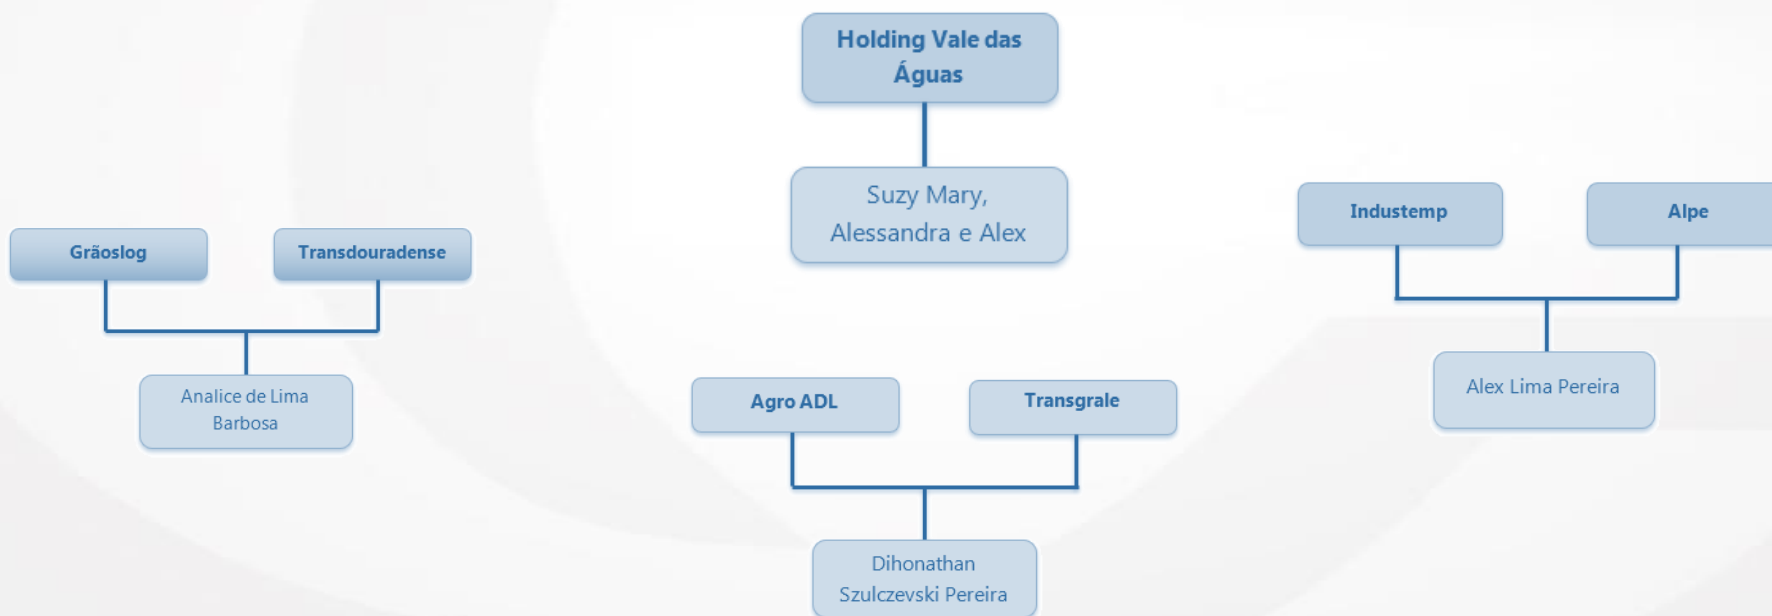 Holding Vale das
Águas
Suzy Mary,
Alessandra e Alex
Grãoslog
Transdouradense
Analice de Lima
Barbosa
Agro ADL
Transgrale
Dihonathan
Szulczevski Pereira
Industemp
Alpe
Alex Lima Pereira